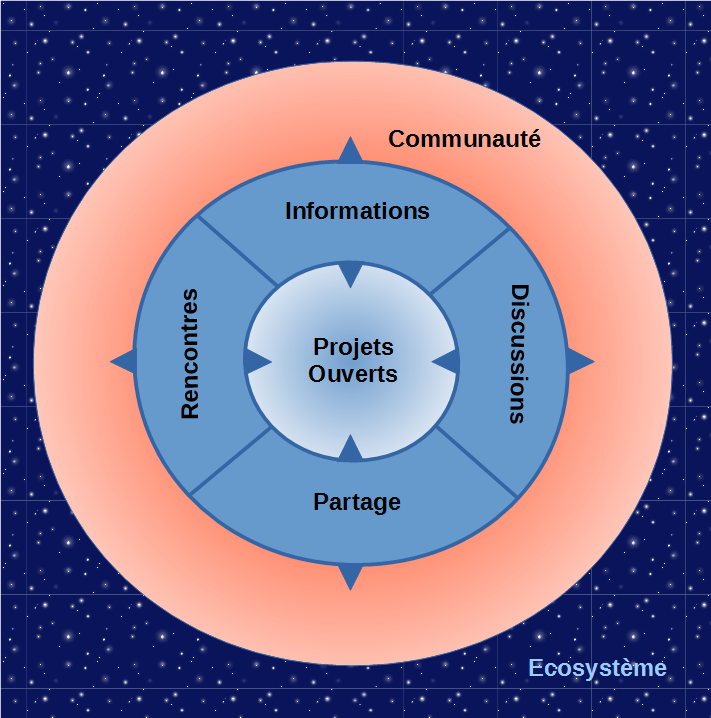 Communauté
Informations
Rencontres
Discussions
Projets
Ouverts
Partage
Ecosystème